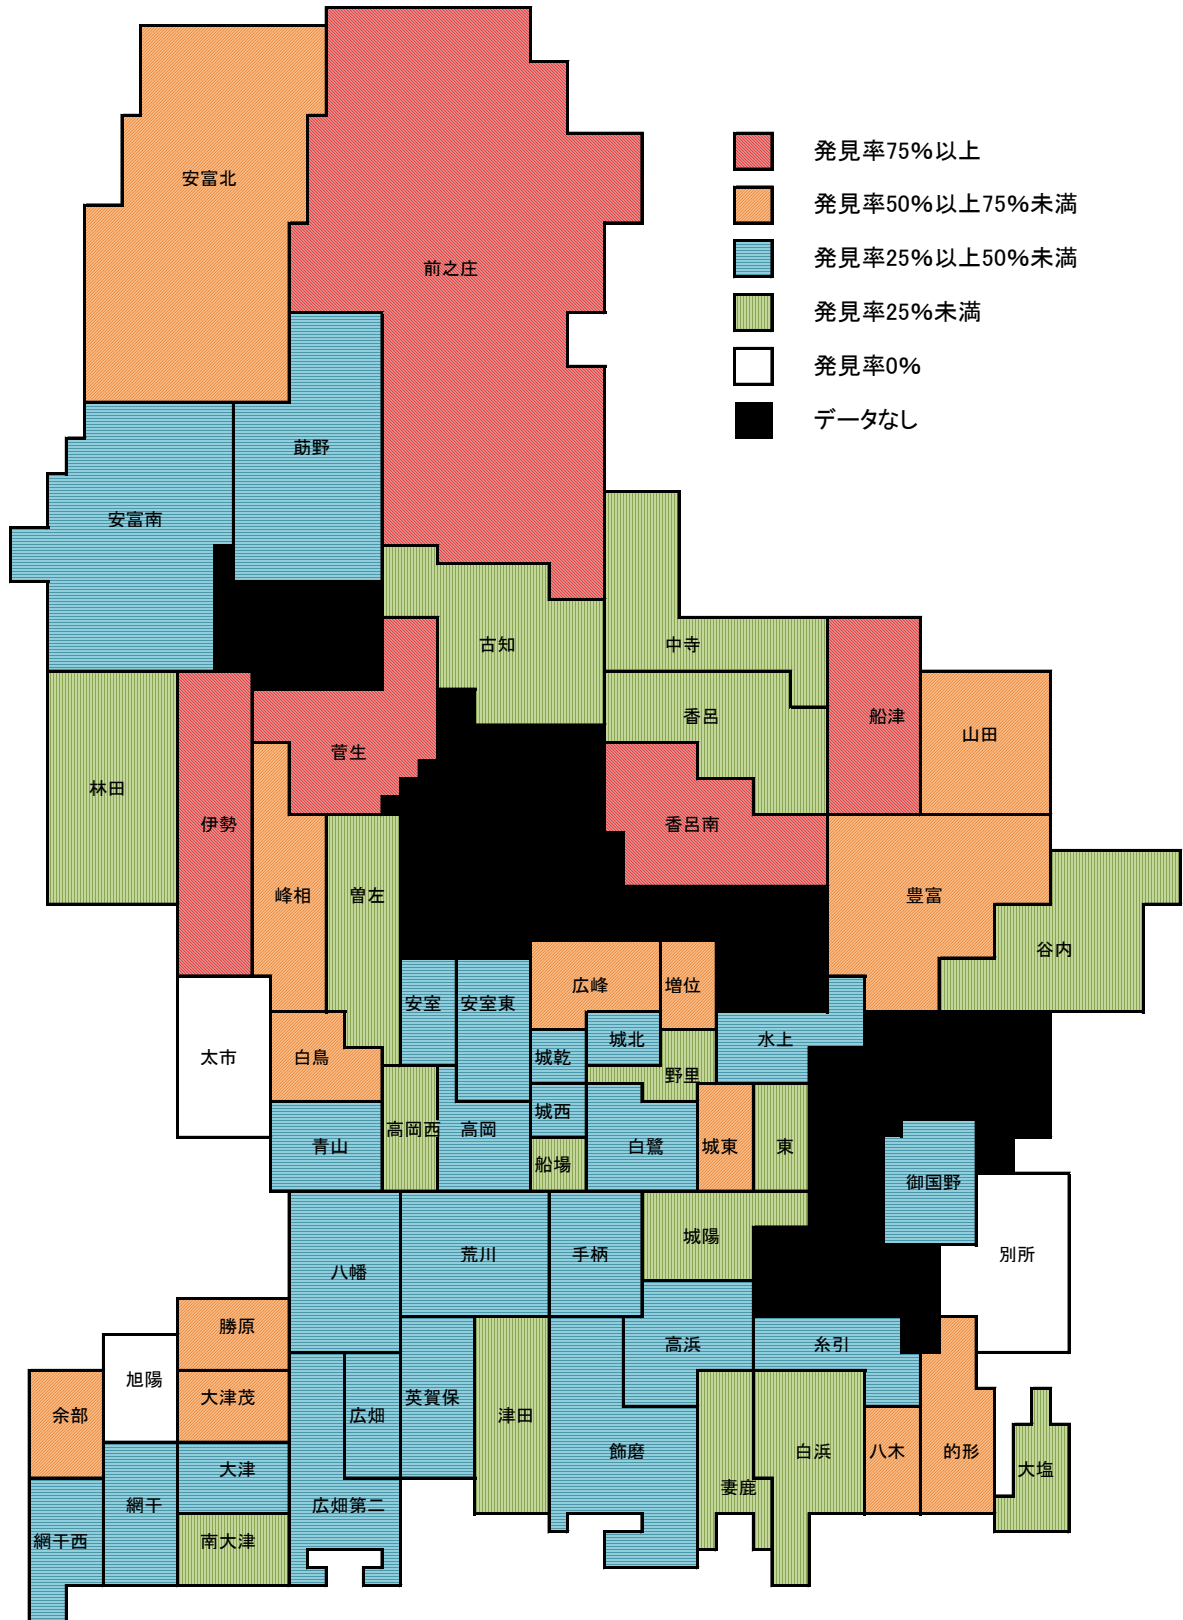 発見率75%以上
安富北
発見率50%以上75%未満
発見率25%以上50%未満
前之庄
発見率25%未満
発見率0%
データなし
莇野
安富南
古知
中寺
香呂
船津
山田
菅生
林田
伊勢
香呂南
峰相
曽左
豊富
谷内
広峰
増位
安室
安室東
城北
水上
太市
白鳥
城乾
野里
城西
青山
高岡西
高岡
白鷺
城東
東
船場
御国野
城陽
荒川
手柄
別所
八幡
勝原
高浜
糸引
旭陽
大津茂
英賀保
余部
広畑
津田
飾磨
白浜
八木
的形
大津
大塩
妻鹿
網干
広畑第二
網干西
南大津